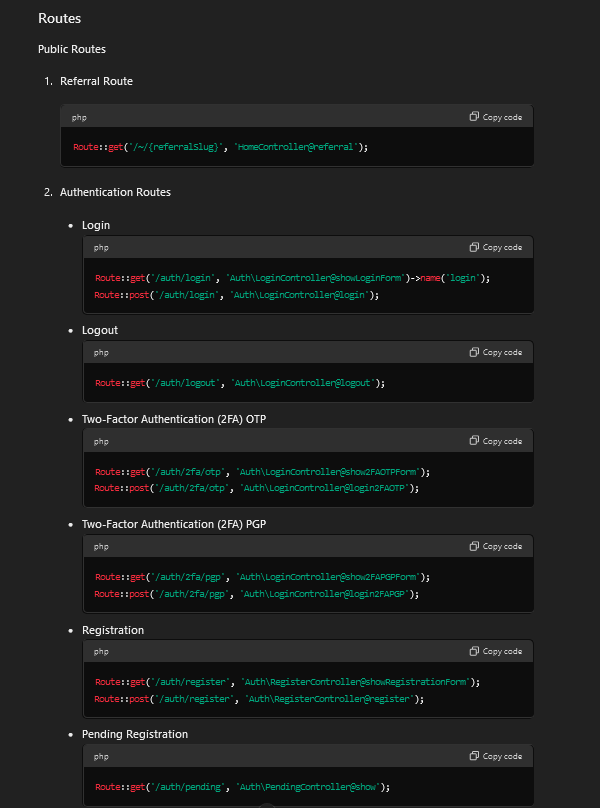 Routes
Public Routes
1. Referral Route
php Copy code
Route::get('/~/{referralSlug}', 'HomeController@referral');
2. Authentication Routes
• Login
php Copy code
Route::get('/auth/login', 'Auth\LoginController@showLoginForm')->name('login');
Route::post('/auth/login', 'Auth\LoginController@login');
• Logout
php Copy code
Route::get('/auth/logout', 'Auth\LoginController@logout');
• Two-Factor Authentication (2FA) OTP
php Copy code
Route::get('/auth/2fa/otp', 'Auth\LoginController@show2FAOTPForm');
Route::post('/auth/2fa/otp', 'Auth\LoginController@login2FAOTP');
• Two-Factor Authentication (2FA) PGP
php Copy code
Route::get('/auth/2fa/pgp', 'Auth\LoginController@show2FAPGPForm');
Route::post('/auth/2fa/pgp', 'Auth\LoginController@login2FAPGP');
• Registration
php Copy code
Route::get('/auth/register', 'Auth\RegisterController@showRegistrationForm');
Route::post('/auth/register', 'Auth\RegisterController@register');
• Pending Registration
php Copy code
Route::get('/auth/pending', 'Auth\PendingController@show');